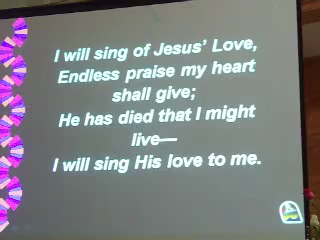 I will sing of Jesus' Love,
Endless praise my heart
shall give;
He has died that I might
live—
I will sing His love to me.